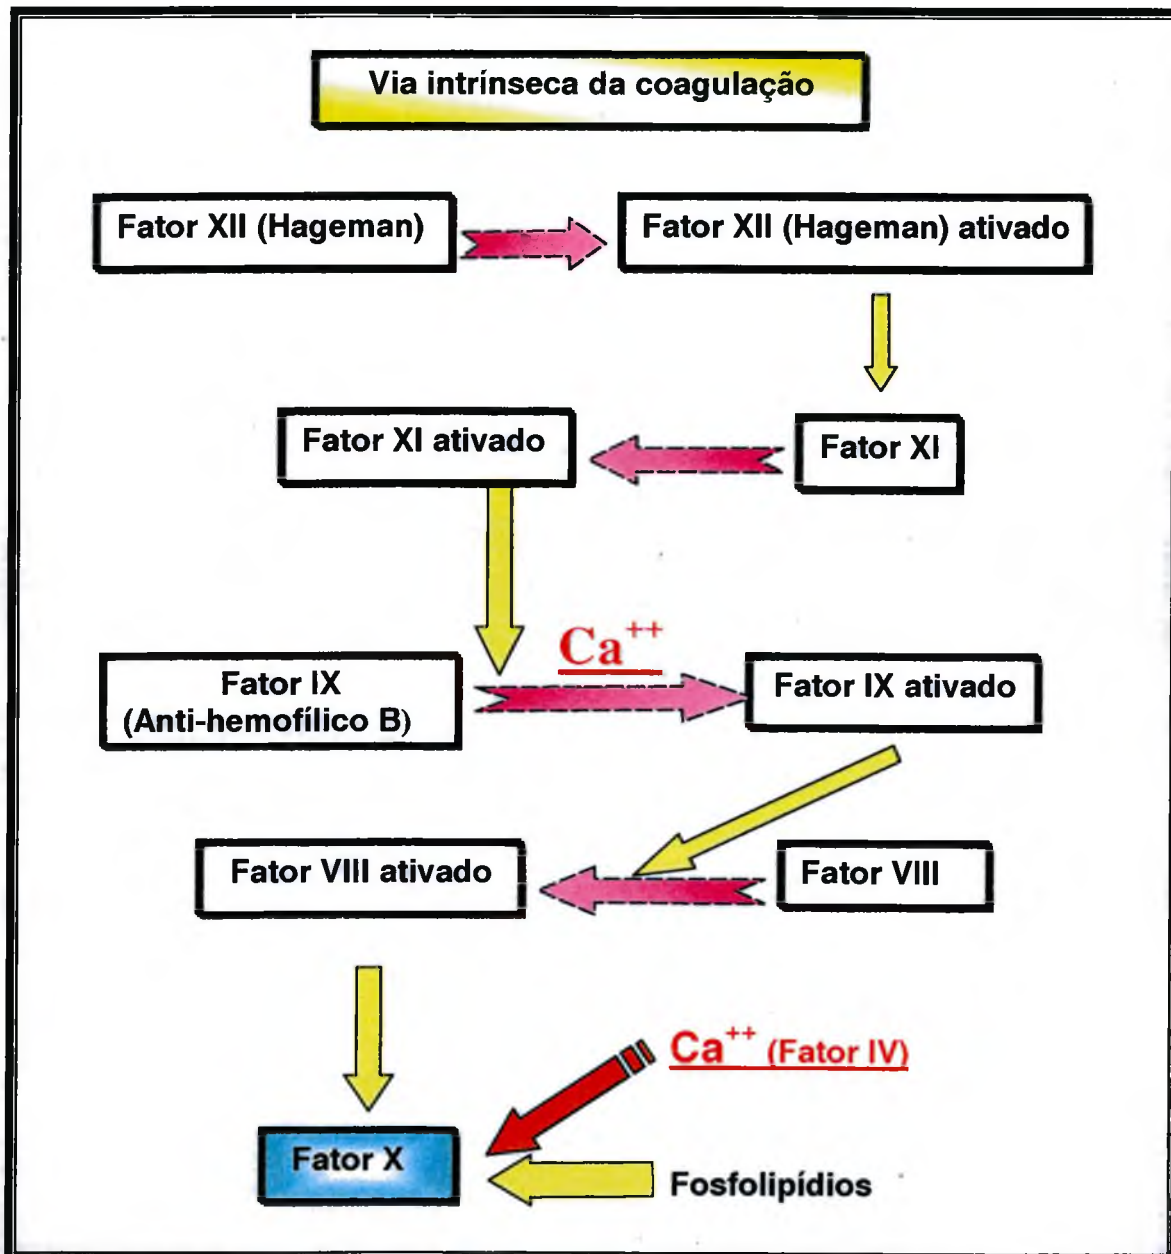 Via intrínseca da coagulação
Fator XII (Hageman)
Fator XII (Hageman) ativado
Fator XI ativado
Fator XI
Ca++
Fator IX
(Anti-hemofílico B)
Fator IX ativado
Fator VIII ativado
Fator VIII
Ca++ (Fator IV)
Fator X
Fosfolipídios